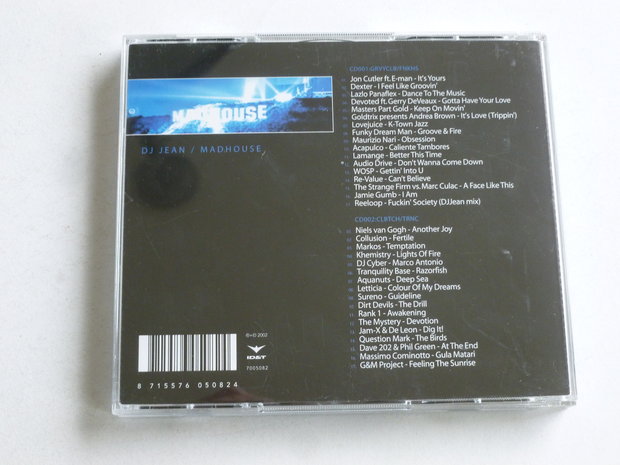 MADHOUSE
DJ JEAN / MADHOUSE
CD001:GRVYCLB/FNKHS
Jon Cutler ft. E-man - It's Yours
Dexter - I Feel Like Groovin'
Lazlo Panaflex - Dance To The Music
Devoted ft. Gerry DeVeaux - Gotta Have Your Love
Masters Part Gold - Keep On Movin'
Goldtrix presents Andrea Brown - It's Love (Trippin')
Lovejuice - K-Town Jazz
Funky Dream Man - Groove & Fire
Maurizio Nari - Obsession
Acapulco - Caliente Tambores
Lamange - Better This Time
Audio Drive - Don't Wanna Come Down
WOSP - Gettin' Into U
Re-Value - Can't Believe
The Strange Firm vs. Marc Culac - A Face Like This
Jamie Gumb - I Am
Reeloop - Fuckin' Society (DJJean mix)
CD002:CLBTCH/TRNC
Niels van Gogh - Another Joy
Collusion - Fertile
Markos - Temptation
Khemistry - Lights Of Fire
DJ Cyber - Marco Antonio
Tranquility Base - Razorfish
Aquanuts - Deep Sea
Letticia - Colour Of My Dreams
Sureno - Guideline
Dirt Devils - The Drill
Rank 1 - Awakening
The Mystery - Devotion
Jam-X & De Leon - Dig It!
Question Mark - The Birds
Dave 202 & Phil Green - At The End
Massimo Cominotto - Gula Matari
G&M Project - Feeling The Sunrise
℗+© 2002
ID&T
7005082
8 715576 050824